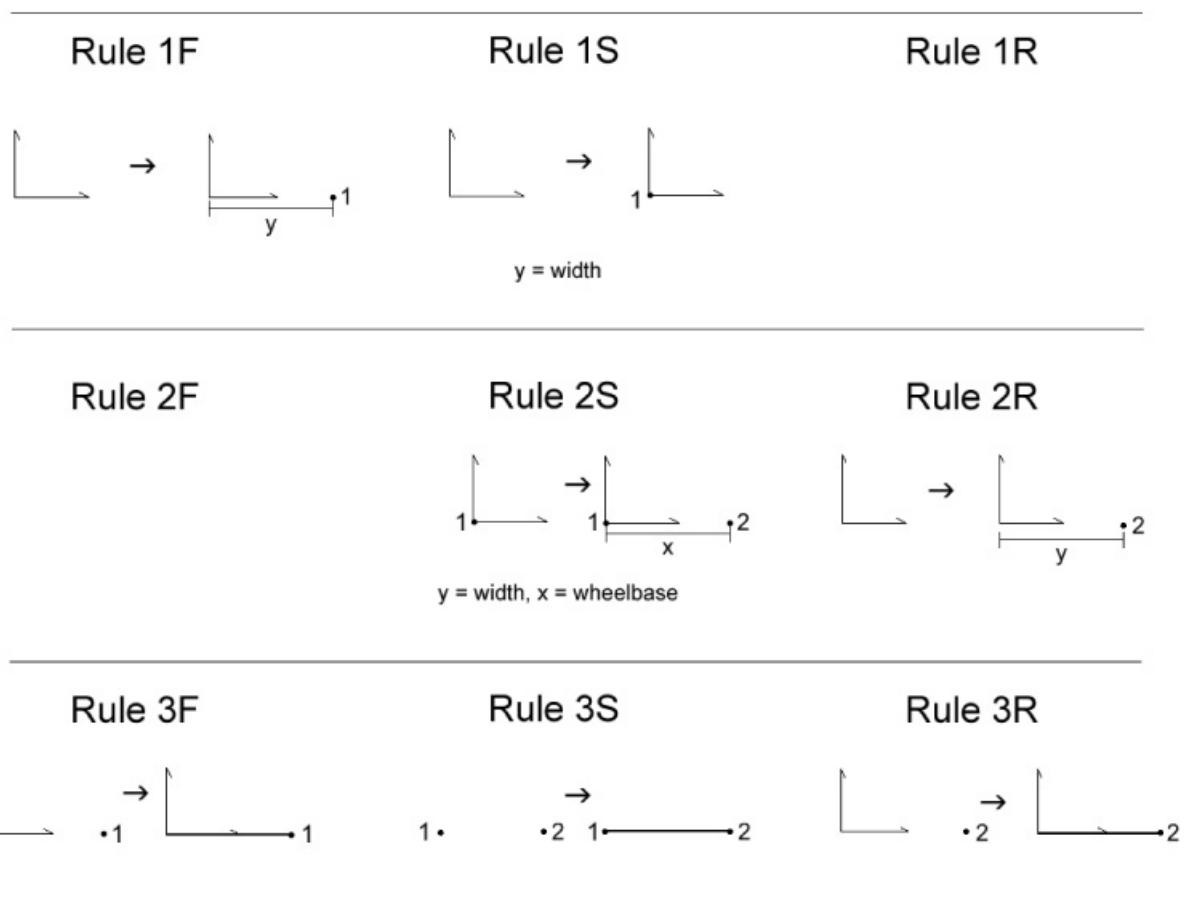 Rule 1F Rule 1S Rule 1R
1 1
y
y = width
Rule 2F Rule 2S Rule 2R
1 1 2 2
x y
y = width, x = wheelbase
Rule 3F Rule 3S Rule 3R
1 1 1 2 1 2 2 2